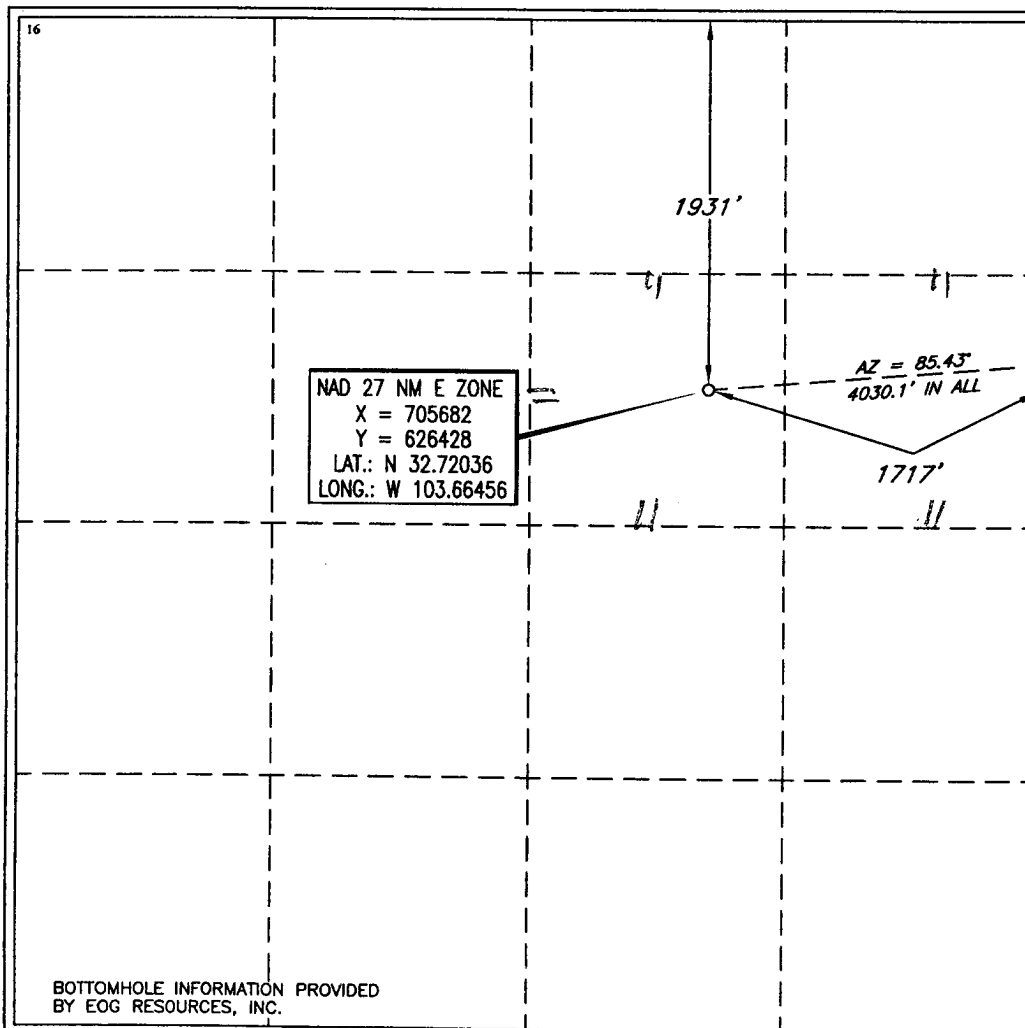 16
1931'
AZ = 85.43°
4030.1' IN ALL
1717'
NAD 27 NM E ZONE
X = 705682
Y = 626428
LAT.: N 32.72036
LONG.: W 103.66456
BOTTOMHOLE INFORMATION PROVIDED
BY EOG RESOURCES, INC.